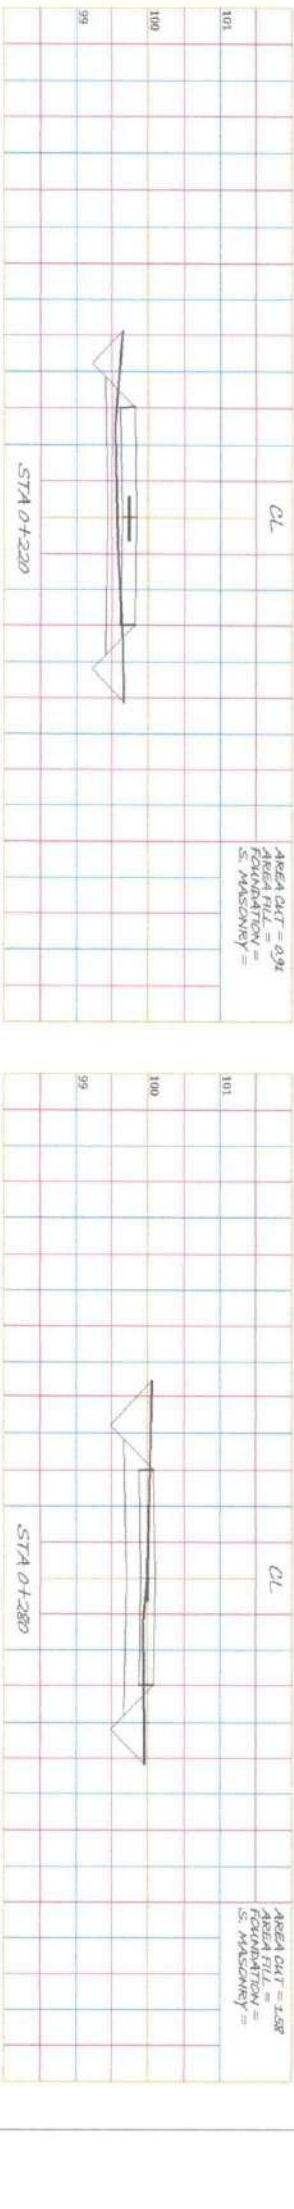 101
100
99
CL
STA 0+220
AREA CUT = 0.91
AREA FILL =
FOUNDATION =
S. MASONRY =
101
100
99
CL
STA 0+280
AREA CUT = 1.58
AREA FILL =
FOUNDATION =
S. MASONRY =